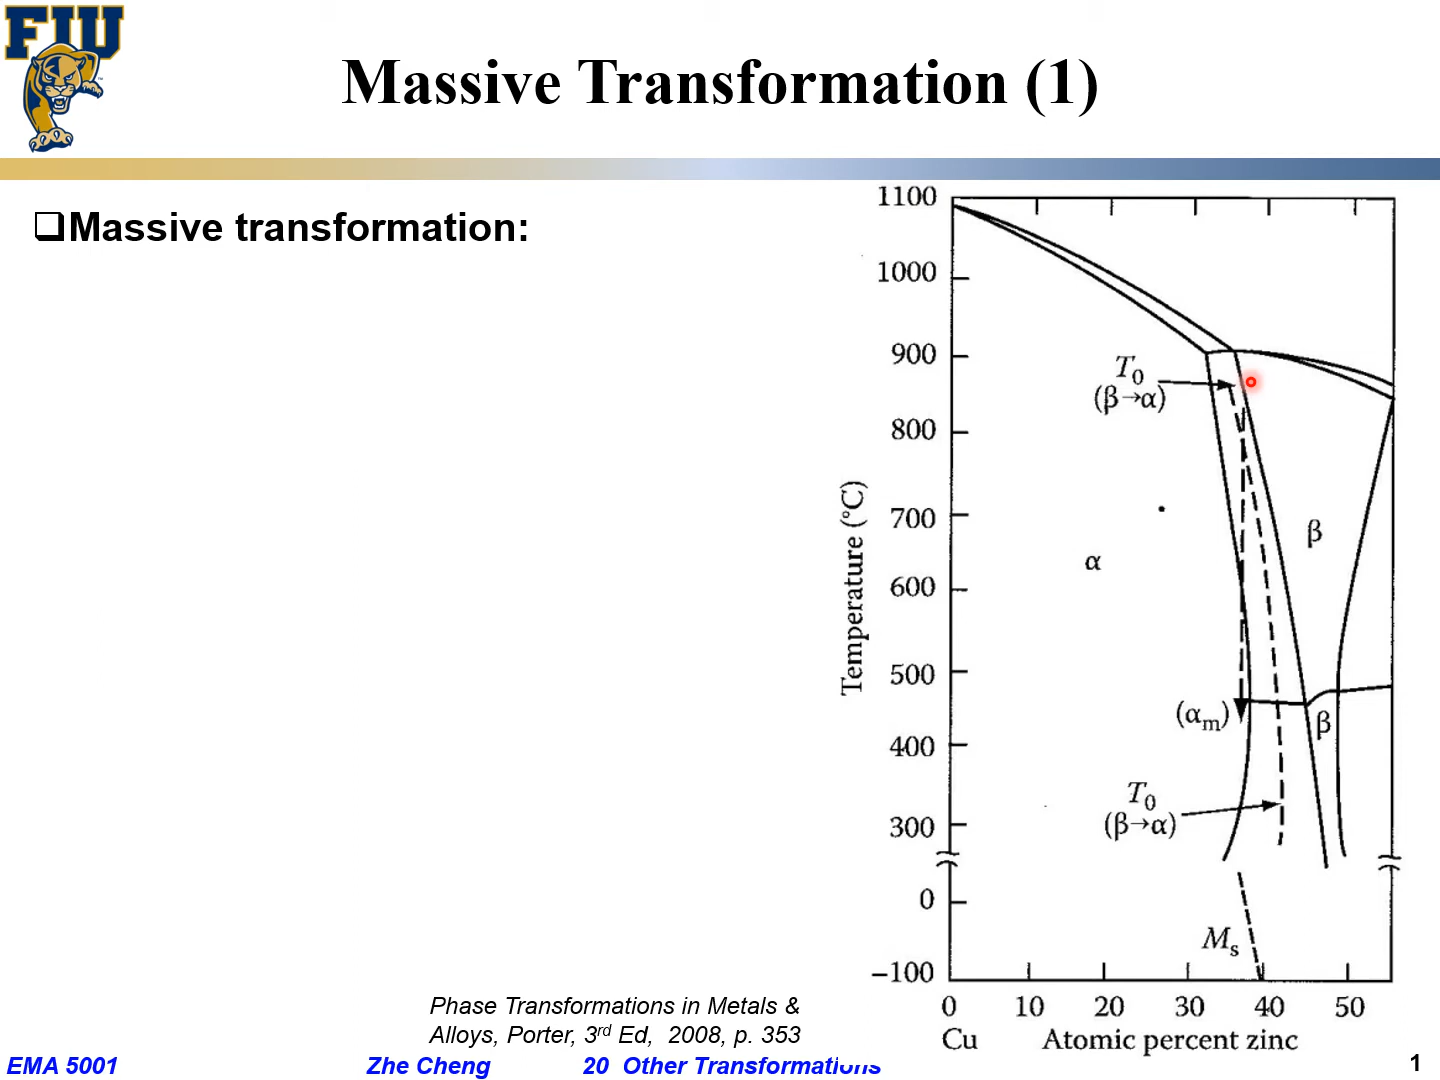 FIU
Massive Transformation (1)
❑Massive transformation:
1100
1000
900
800
700
600
500
400
300
0
−100
Temperature (°C)
T0
(β→α)
β
α
(αm)
β
T0
(β→α)
Ms
0 10 20 30 40 50
Cu Atomic percent zinc
Phase Transformations in Metals &
Alloys, Porter, 3rd Ed, 2008, p. 353
EMA 5001 Zhe Cheng 20 Other Transformations 1